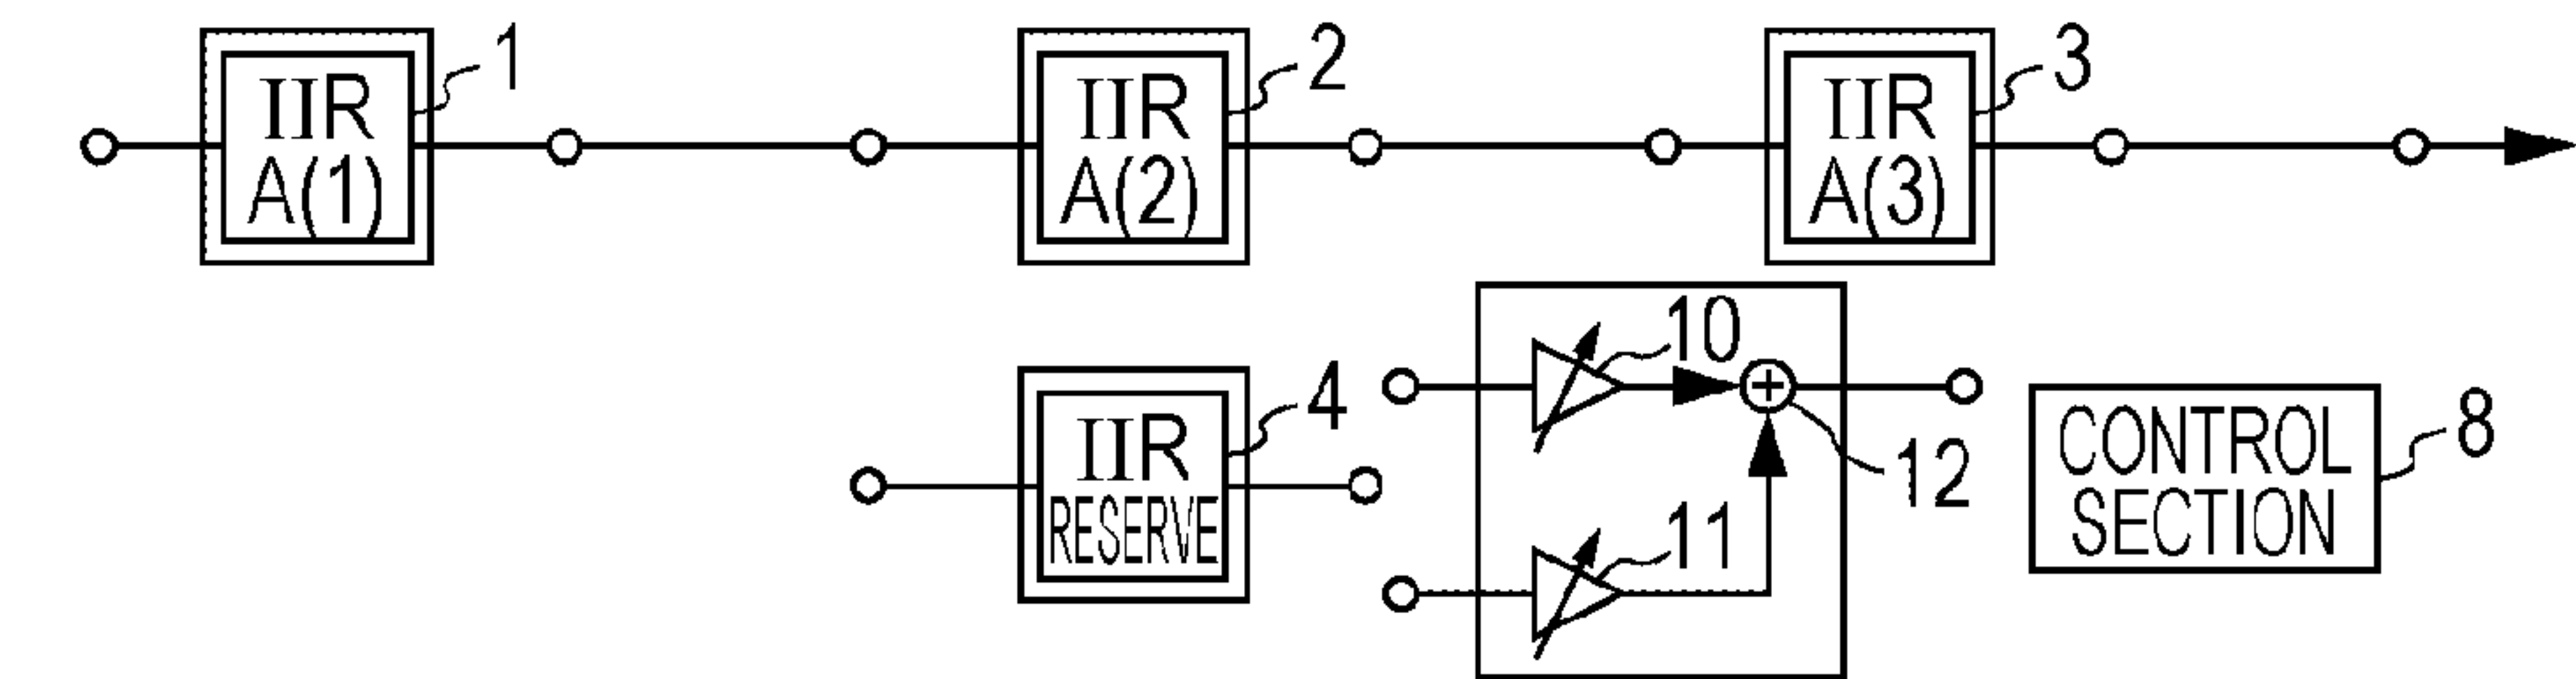 IIR
A(1)
1
IIR
A(2)
2
IIR
A(3)
3
IIR
RESERVE
4
10
11
12
CONTROL
SECTION
8